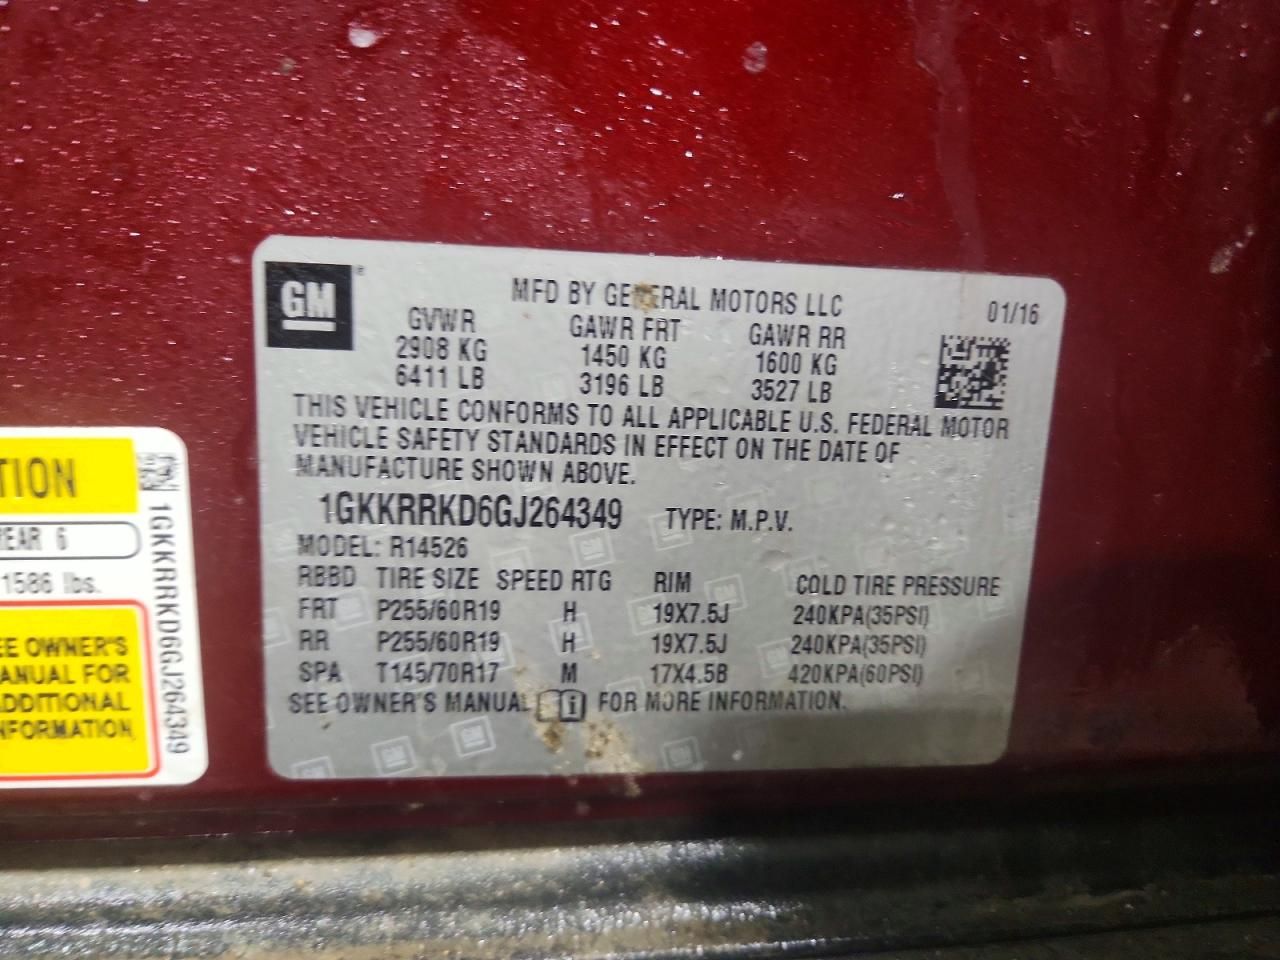 GM
MFD BY GENERAL MOTORS LLC
01/16
GVWR GAWR FRT GAWR RR
2908 KG 1450 KG 1600 KG
6411 LB 3196 LB 3527 LB
THIS VEHICLE CONFORMS TO ALL APPLICABLE U.S. FEDERAL MOTOR
VEHICLE SAFETY STANDARDS IN EFFECT ON THE DATE OF
MANUFACTURE SHOWN ABOVE.
1GKKRRKD6GJ264349 TYPE: M.P.V.
MODEL: R14526
RBBD TIRE SIZE SPEED RTG RIM COLD TIRE PRESSURE
FRT P255/60R19 H 19X7.5J 240KPA(35PSI)
RR P255/60R19 H 19X7.5J 240KPA(35PSI)
SPA T145/70R17 M 17X4.5B 420KPA(60PSI)
SEE OWNER'S MANUAL i FOR MORE INFORMATION.
GM GM GM GM
TION
EAR 6
1586 lbs.
EE OWNER'S
ANUAL FOR
DDITIONAL
NFORMATION
1GKKRRKD6GJ264349